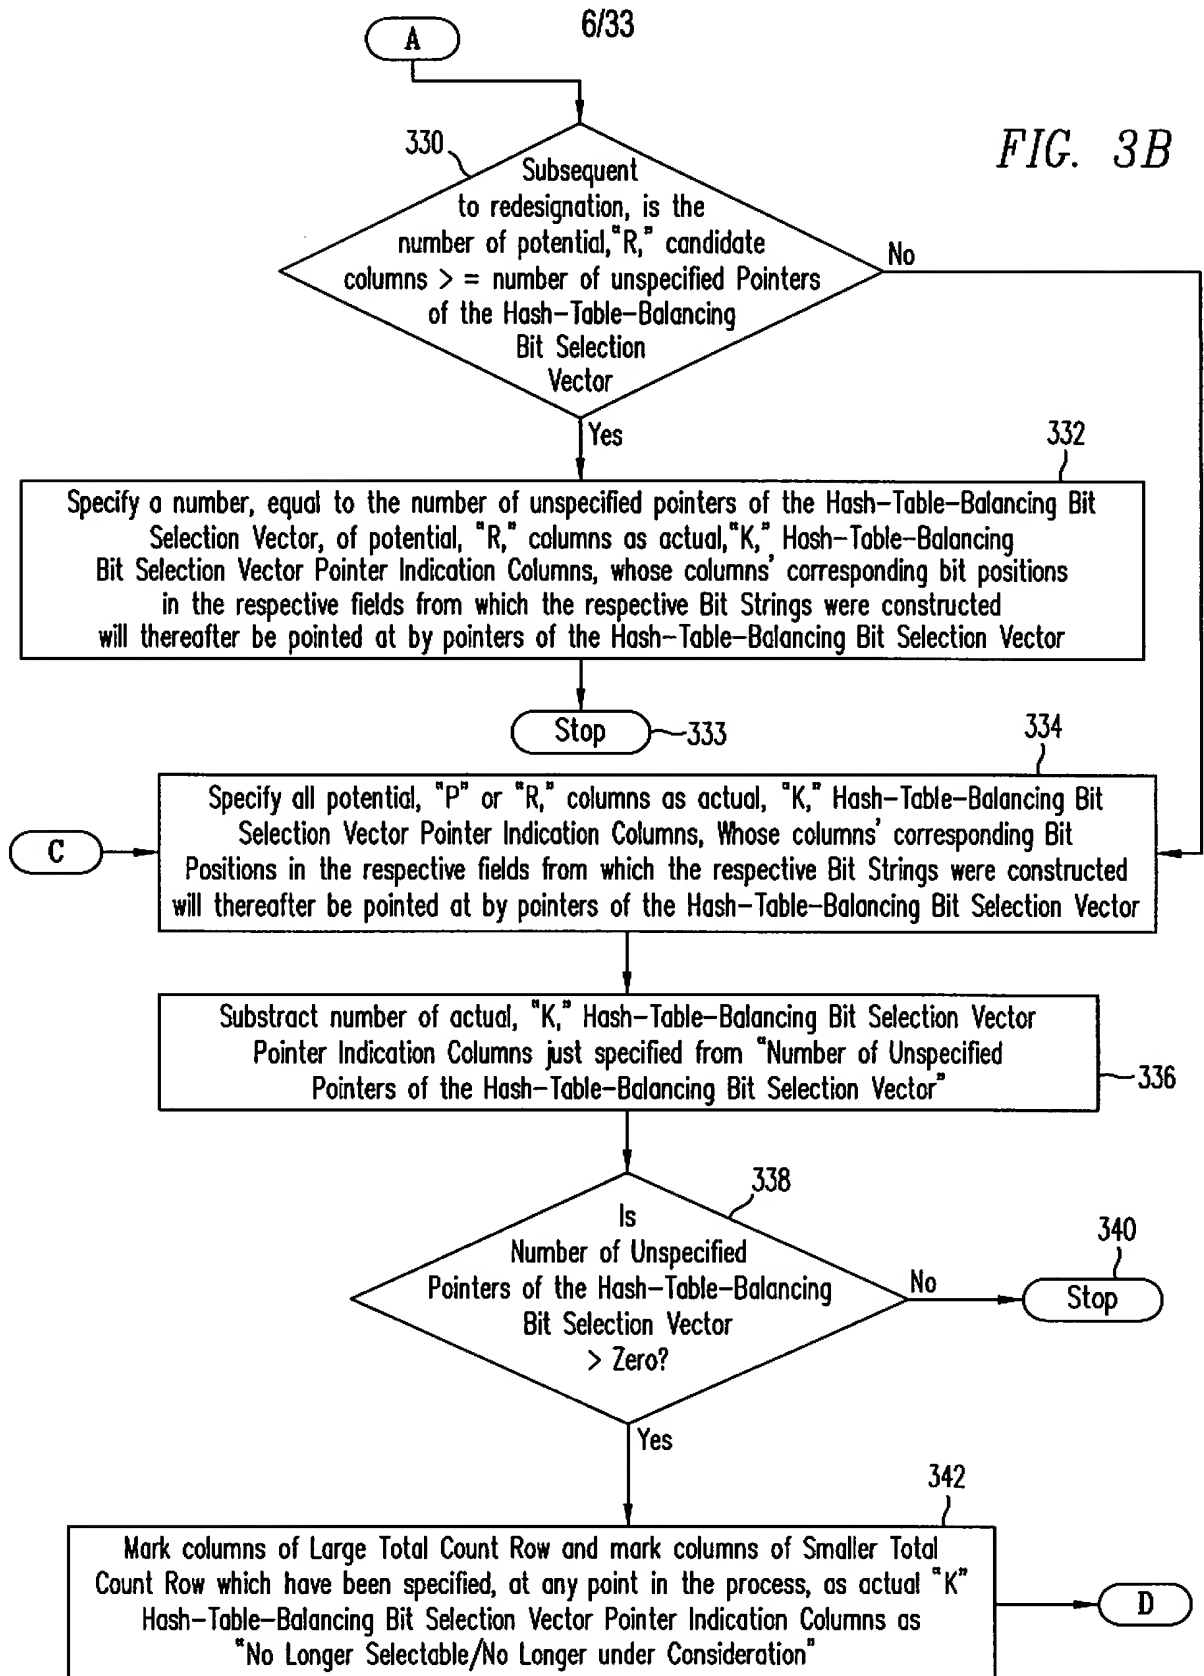 6/33
A
FIG. 3B
330
Subsequent
to redesignation, is the
number of potential,"R," candidate
columns > = number of unspecified Pointers
of the Hash-Table-Balancing
Bit Selection
Vector
No
Yes
332
Specify a number, equal to the number of unspecified pointers of the Hash-Table-Balancing Bit
Selection Vector, of potential, "R," columns as actual,"K," Hash-Table-Balancing
Bit Selection Vector Pointer Indication Columns, whose columns' corresponding bit positions
in the respective fields from which the respective Bit Strings were constructed
will thereafter be pointed at by pointers of the Hash-Table-Balancing Bit Selection Vector
Stop
333
334
Specify all potential, "P" or "R," columns as actual, "K," Hash-Table-Balancing Bit
Selection Vector Pointer Indication Columns, Whose columns' corresponding Bit
Positions in the respective fields from which the respective Bit Strings were constructed
will thereafter be pointed at by pointers of the Hash-Table-Balancing Bit Selection Vector
C
Substract number of actual, "K," Hash-Table-Balancing Bit Selection Vector
Pointer Indication Columns just specified from "Number of Unspecified
Pointers of the Hash-Table-Balancing Bit Selection Vector"
336
338
Is
Number of Unspecified
Pointers of the Hash-Table-Balancing
Bit Selection Vector
> Zero?
No
340
Stop
Yes
342
Mark columns of Large Total Count Row and mark columns of Smaller Total
Count Row which have been specified, at any point in the process, as actual "K"
Hash-Table-Balancing Bit Selection Vector Pointer Indication Columns as
"No Longer Selectable/No Longer under Consideration"
D